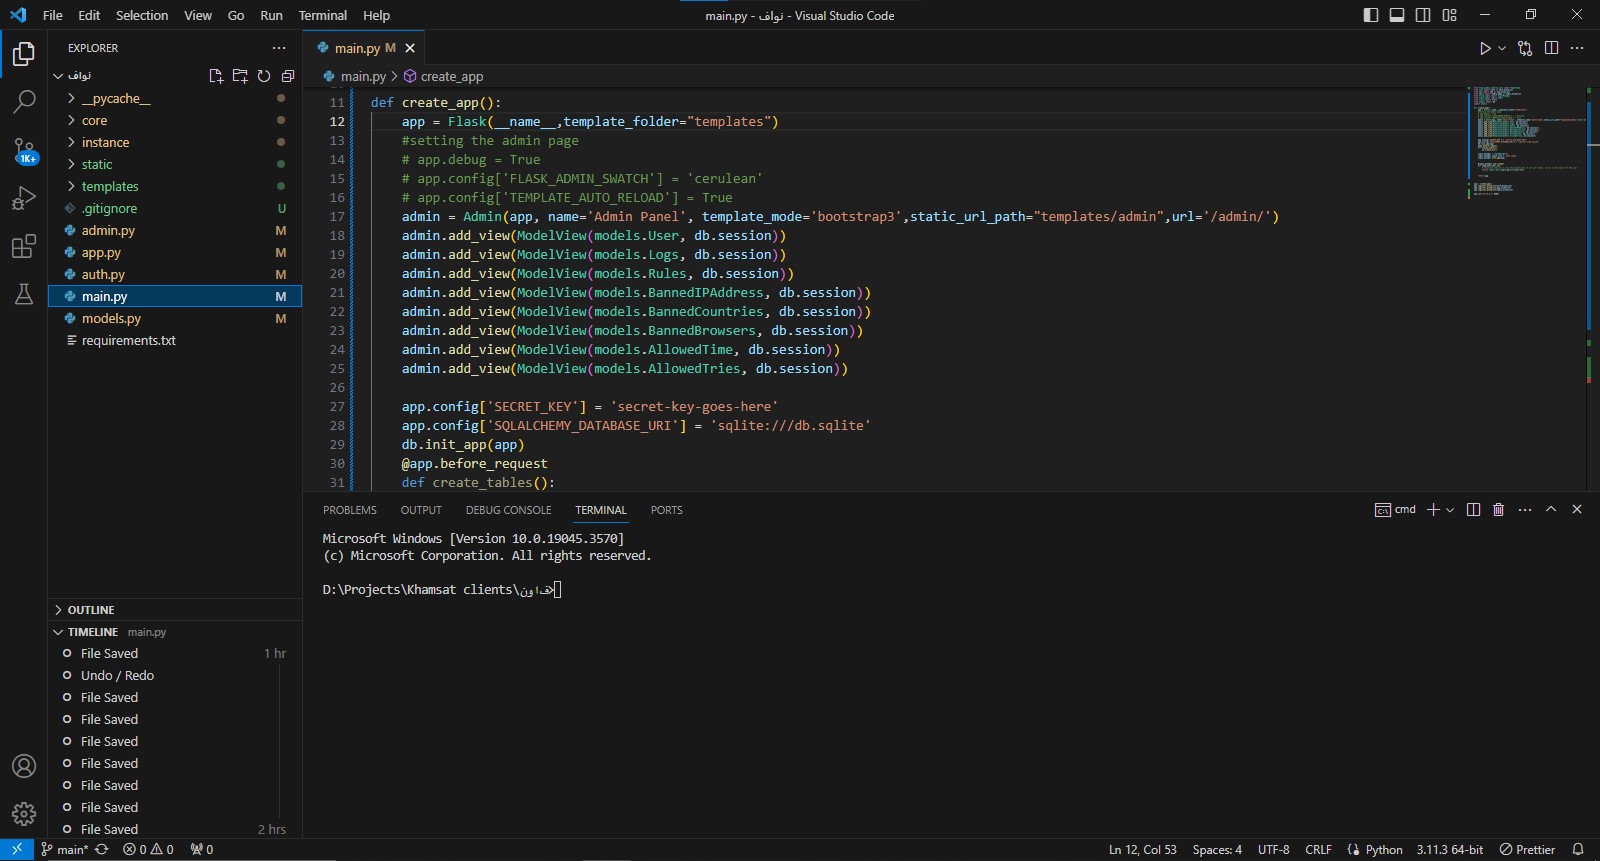 File Edit Selection View Go Run Terminal Help
main.py - نواف - Visual Studio Code
EXPLORER
نواف
__pycache__
core
instance
static
templates
.gitignore U
admin.py M
app.py M
auth.py M
main.py M
models.py M
requirements.txt
1K+
OUTLINE
TIMELINE main.py
File Saved 1 hr
Undo / Redo
File Saved
File Saved
File Saved
File Saved
File Saved
File Saved
File Saved 2 hrs
main.py M
main.py > create_app
11 def create_app():
12 app = Flask(__name__,template_folder="templates")
13 #setting the admin page
14 # app.debug = True
15 # app.config['FLASK_ADMIN_SWATCH'] = 'cerulean'
16 # app.config['TEMPLATE_AUTO_RELOAD'] = True
17 admin = Admin(app, name='Admin Panel', template_mode='bootstrap3',static_url_path="templates/admin",url='/admin/')
18 admin.add_view(ModelView(models.User, db.session))
19 admin.add_view(ModelView(models.Logs, db.session))
20 admin.add_view(ModelView(models.Rules, db.session))
21 admin.add_view(ModelView(models.BannedIPAddress, db.session))
22 admin.add_view(ModelView(models.BannedCountries, db.session))
23 admin.add_view(ModelView(models.BannedBrowsers, db.session))
24 admin.add_view(ModelView(models.AllowedTime, db.session))
25 admin.add_view(ModelView(models.AllowedTries, db.session))
26
27 app.config['SECRET_KEY'] = 'secret-key-goes-here'
28 app.config['SQLALCHEMY_DATABASE_URI'] = 'sqlite:///db.sqlite'
29 db.init_app(app)
30 @app.before_request
31 def create_tables():
PROBLEMS OUTPUT DEBUG CONSOLE TERMINAL PORTS
cmd
Microsoft Windows [Version 10.0.19045.3570]
(c) Microsoft Corporation. All rights reserved.
D:\Projects\Khamsat clients\نواف>
main* 0 0 0
Ln 12, Col 53 Spaces: 4 UTF-8 CRLF Python 3.11.3 64-bit Prettier